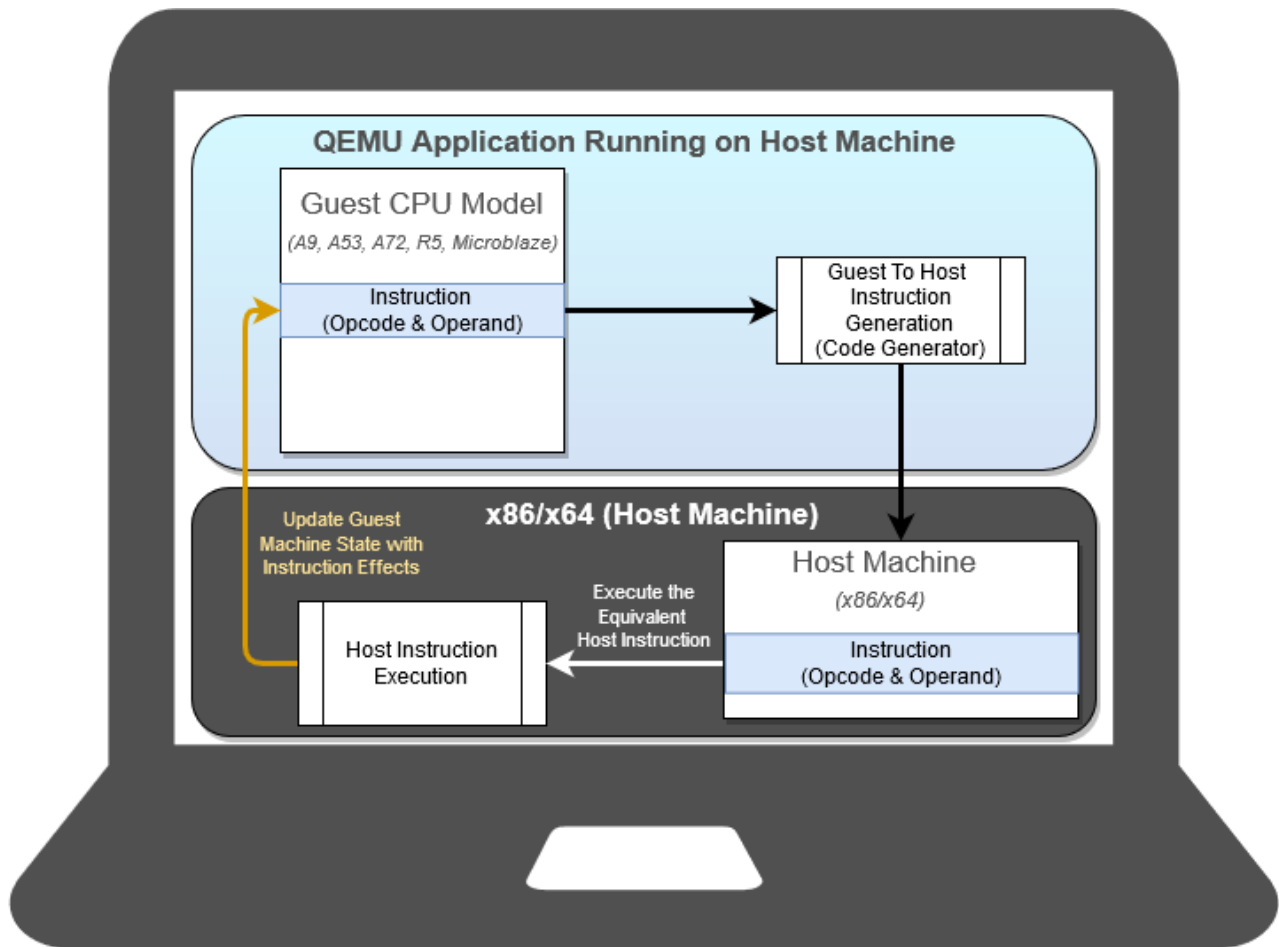 QEMU Application Running on Host Machine
Guest CPU Model
(A9, A53, A72, R5, Microblaze)
Instruction
(Opcode & Operand)
Guest To Host
Instruction
Generation
(Code Generator)
x86/x64 (Host Machine)
Update Guest
Machine State with
Instruction Effects
Host Machine
(x86/x64)
Execute the
Equivalent
Host Instruction
Instruction
(Opcode & Operand)
Host Instruction
Execution